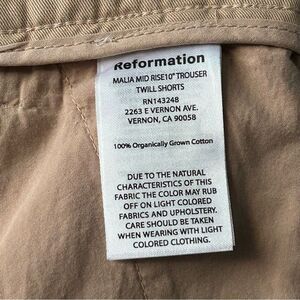 Reformation
MALIA MID RISE10" TROUSER
TWILL SHORTS
RN143248
2263 E VERNON AVE.
VERNON, CA 90058
100% Organically Grown Cotton
DUE TO THE NATURAL
CHARACTERISTICS OF THIS
FABRIC THE COLOR MAY RUB
OFF ON LIGHT COLORED
FABRICS AND UPHOLSTERY.
CARE SHOULD BE TAKEN
WHEN WEARING WITH LIGHT
COLORED CLOTHING.